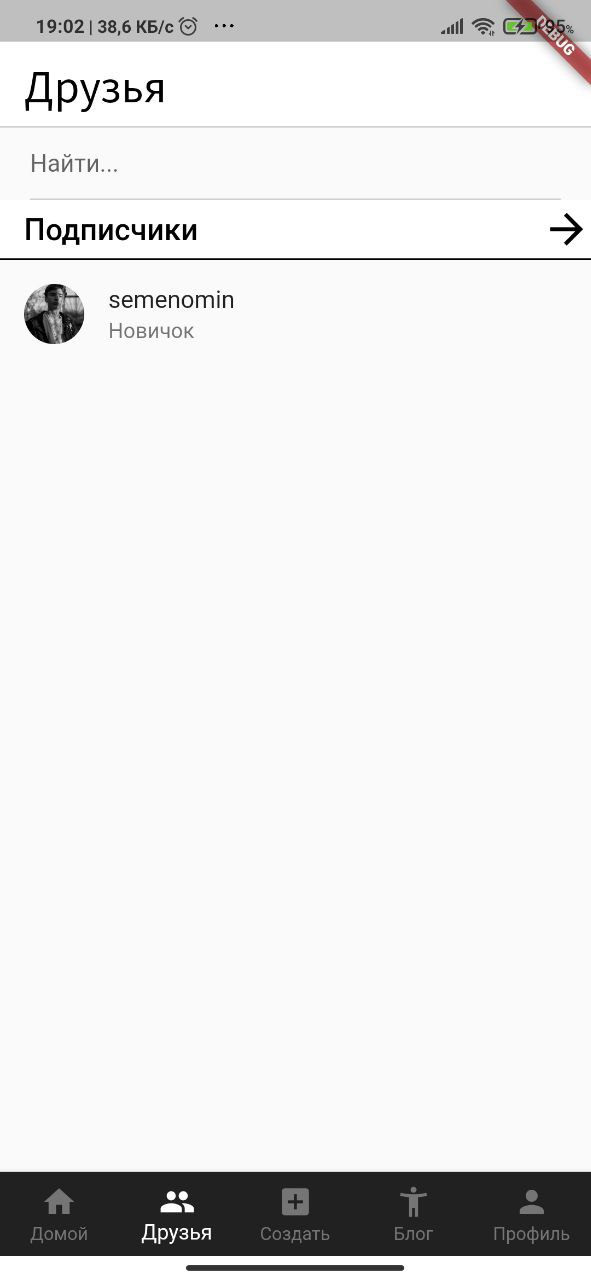 19:02 | 38,6 КБ/с ... 95%
DEBUG
Друзья
Найти...
Подписчики
semenomin
Новичок
Домой Друзья Создать Блог Профиль